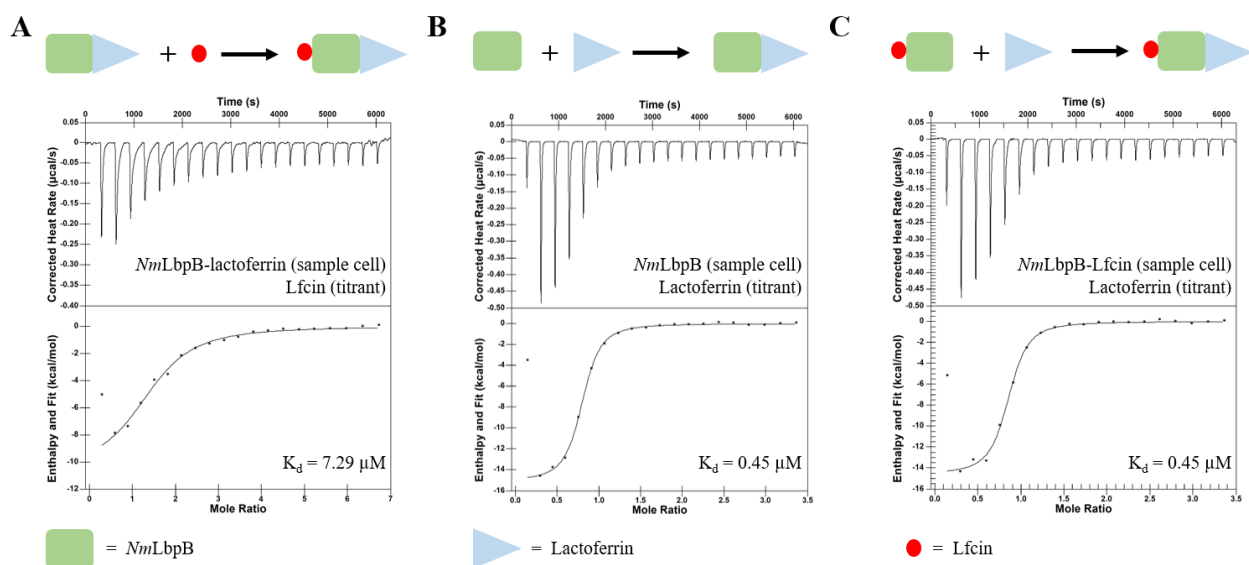 A
+
Time (s)
0 1000 2000 3000 4000 5000 6000
Corrected Heat Rate (µcal/s)
0.05
0
-0.05
-0.10
-0.15
-0.20
-0.25
-0.30
-0.35
-0.40
NmLbpB-lactoferrin (sample cell)
Lfcin (titrant)
Enthalpy and Fit (kcal/mol)
0
-2
-4
-6
-8
-10
-12
Kd = 7.29 µM
0 1 2 3 4 5 6 7
Mole Ratio
B
+
Time (s)
0 1000 2000 3000 4000 5000 6000
Corrected Heat Rate (µcal/s)
0.05
0.00
-0.05
-0.10
-0.15
-0.20
-0.25
-0.30
-0.35
-0.40
-0.45
-0.50
NmLbpB (sample cell)
Lactoferrin (titrant)
Enthalpy and Fit (kcal/mol)
0
-2
-4
-6
-8
-10
-12
-14
-16
Kd = 0.45 µM
0.0 0.5 1.0 1.5 2.0 2.5 3.0 3.5
Mole Ratio
C
+
Time (s)
0 1000 2000 3000 4000 5000 6000
Corrected Heat Rate (µcal/s)
0.05
0.00
-0.05
-0.10
-0.15
-0.20
-0.25
-0.30
-0.35
-0.40
-0.45
-0.50
NmLbpB-Lfcin (sample cell)
Lactoferrin (titrant)
Enthalpy and Fit (kcal/mol)
0
-2
-4
-6
-8
-10
-12
-14
-16
Kd = 0.45 µM
0.0 0.5 1.0 1.5 2.0 2.5 3.0 3.5
Mole Ratio
= NmLbpB
= Lactoferrin
= Lfcin